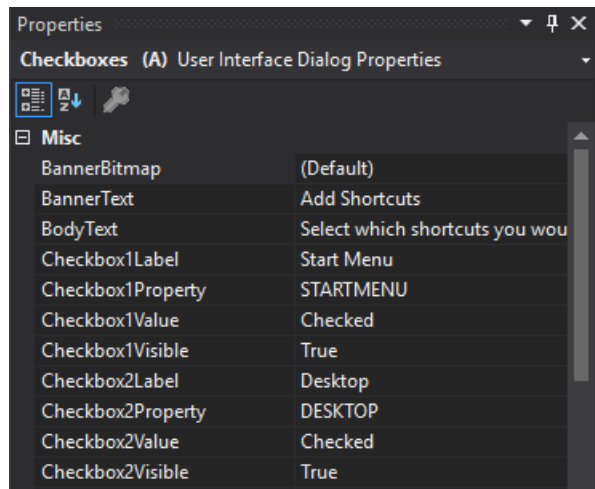 Properties
Checkboxes (A) User Interface Dialog Properties
Misc
BannerBitmap (Default)
BannerText Add Shortcuts
BodyText Select which shortcuts you wou
Checkbox1Label Start Menu
Checkbox1Property STARTMENU
Checkbox1Value Checked
Checkbox1Visible True
Checkbox2Label Desktop
Checkbox2Property DESKTOP
Checkbox2Value Checked
Checkbox2Visible True